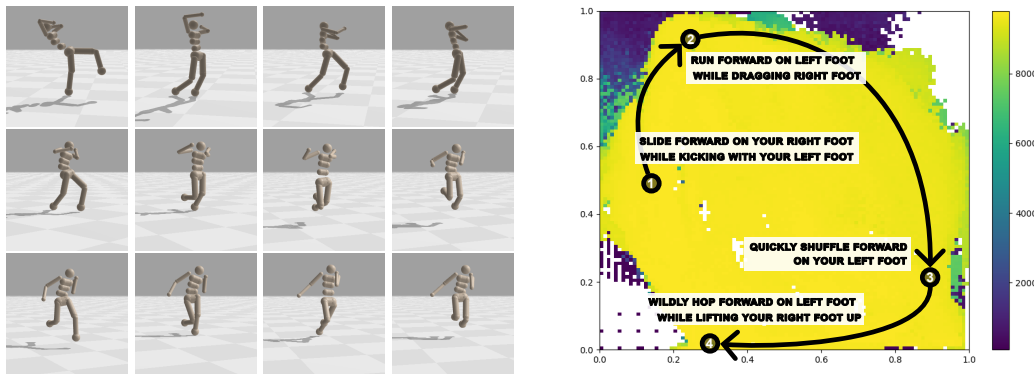 1.0
0.8
0.6
0.4
0.2
0.0
0.0
0.2
0.4
0.6
0.8
1.0
2
RUN FORWARD ON LEFT FOOT
WHILE DRAGGING RIGHT FOOT
SLIDE FORWARD ON YOUR RIGHT FOOT
WHILE KICKING WITH YOUR LEFT FOOT
1
QUICKLY SHUFFLE FORWARD
ON YOUR LEFT FOOT
3
WILDLY HOP FORWARD ON LEFT FOOT
WHILE LIFTING YOUR RIGHT FOOT UP
4
8000
6000
4000
2000